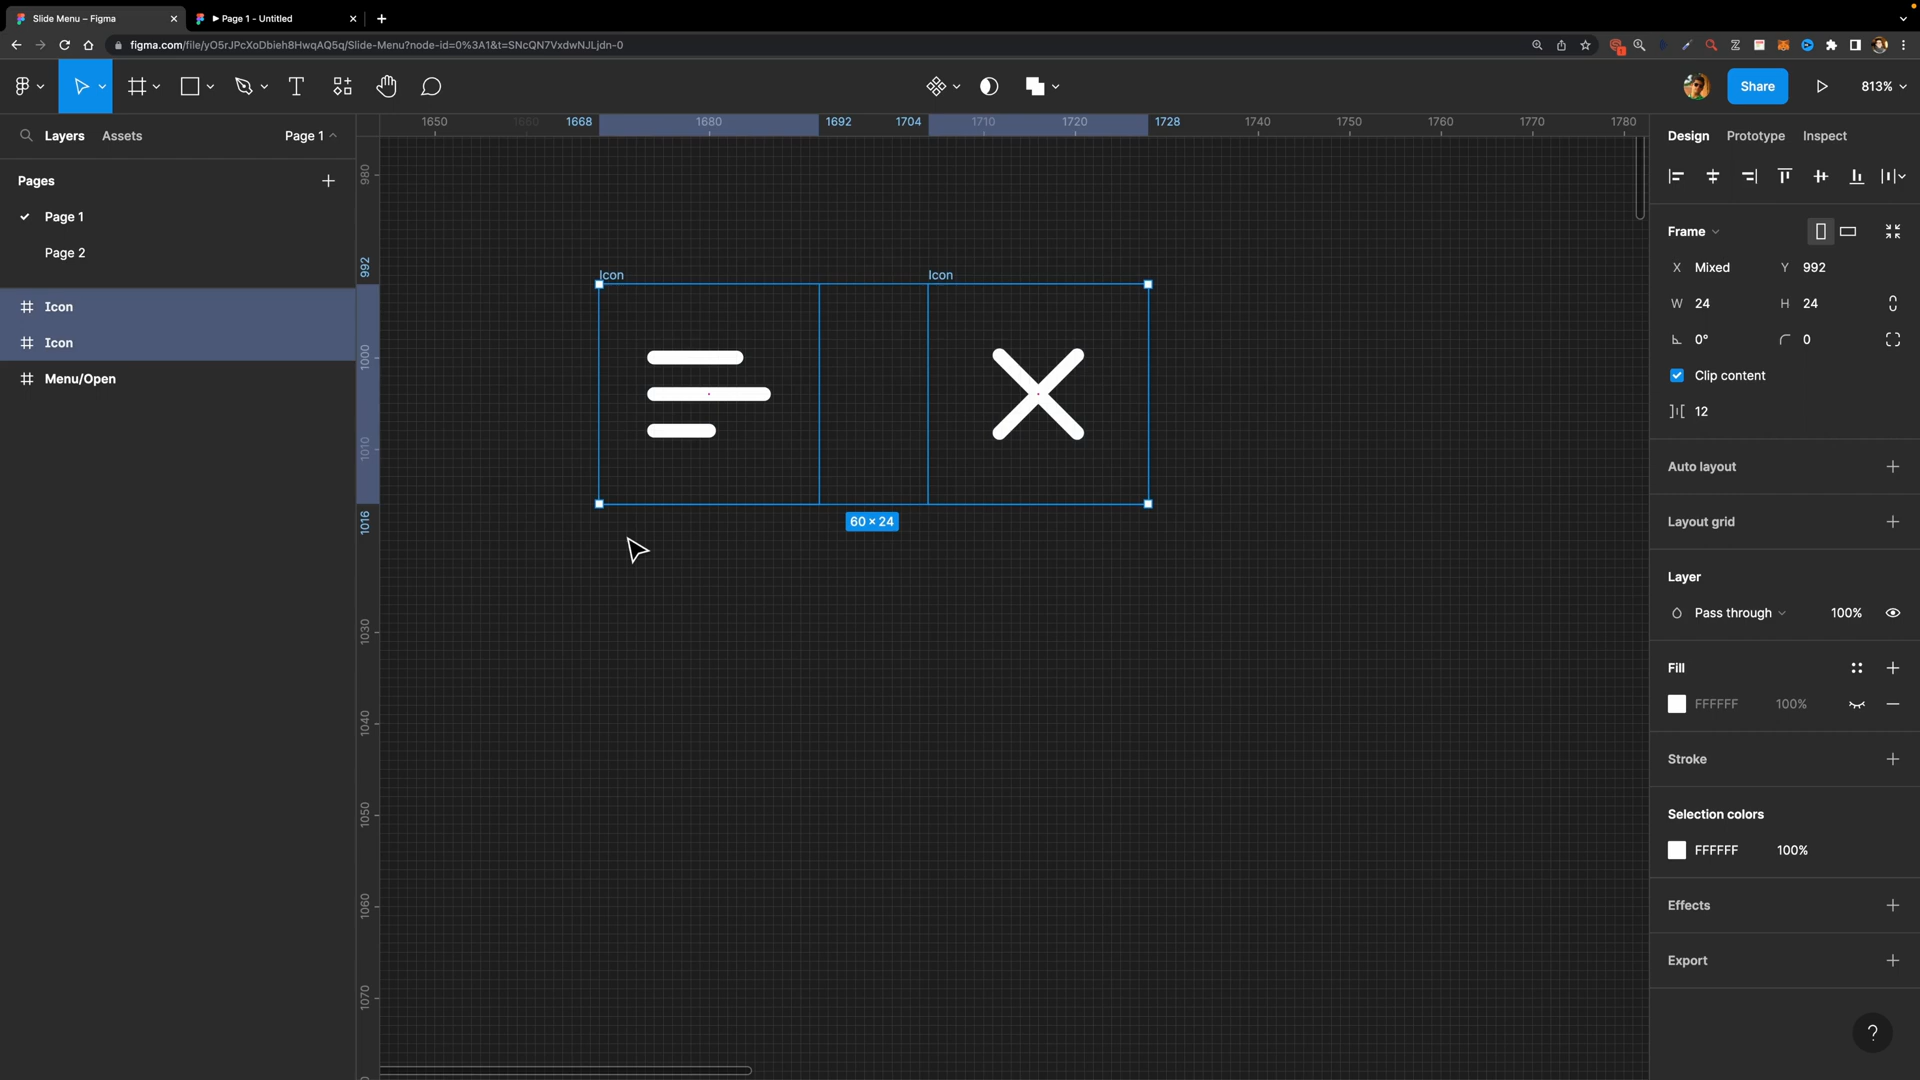 Slide Menu – Figma
Page 1 - Untitled
figma.com/file/yO5rJPcXoDbieh8HwqAQ5q/Slide-Menu?node-id=0%3A1&t=SNcQN7VxdwNJLjdn-0
Share
813%
Layers
Assets
Page 1
1650
1660
1668
1680
1692
1704
1710
1720
1728
1740
1750
1760
1770
1780
Design
Prototype
Inspect
Pages
Page 1
Page 2
Icon
Icon
Menu/Open
980
992
1000
1010
1016
1030
1040
1050
1060
1070
Icon
Icon
60 × 24
Frame
X Mixed
Y 992
W 24
H 24
0°
0
Clip content
12
Auto layout
Layout grid
Layer
Pass through
100%
Fill
FFFFFF
100%
Stroke
Selection colors
FFFFFF
100%
Effects
Export
?